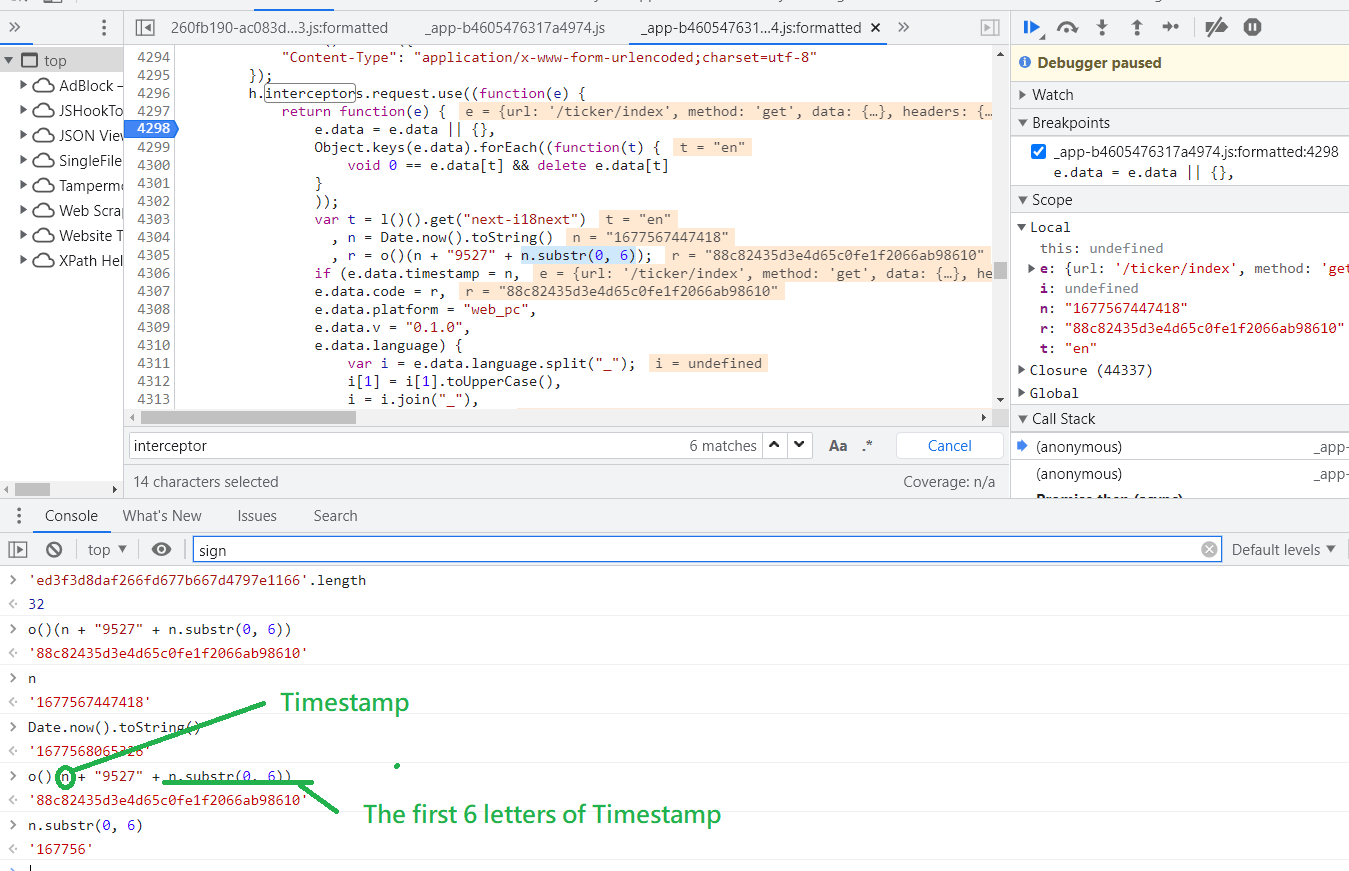 260fb190-ac083d...3.js:formatted
_app-b4605476317a4974.js
_app-b460547631...4.js:formatted
top
AdBlock –
JSHookTo
JSON Vie
SingleFile
Tamperm
Web Scra
Website T
XPath Hel
4294 "Content-Type": "application/x-www-form-urlencoded;charset=utf-8"
4295 });
4296 h.interceptors.request.use((function(e) {
4297 return function(e) { e = {url: '/ticker/index', method: 'get', data: {…}, headers: {…
4298 e.data = e.data || {},
4299 Object.keys(e.data).forEach((function(t) { t = "en"
4300 void 0 == e.data[t] && delete e.data[t]
4301 }
4302 ));
4303 var t = l()().get("next-i18next") t = "en"
4304 , n = Date.now().toString() n = "1677567447418"
4305 , r = o()(n + "9527" + n.substr(0, 6)); r = "88c82435d3e4d65c0fe1f2066ab98610"
4306 if (e.data.timestamp = n, e = {url: '/ticker/index', method: 'get', data: {…}, he
4307 e.data.code = r, r = "88c82435d3e4d65c0fe1f2066ab98610"
4308 e.data.platform = "web_pc",
4309 e.data.v = "0.1.0",
4310 e.data.language) {
4311 var i = e.data.language.split("_"); i = undefined
4312 i[1] = i[1].toUpperCase(),
4313 i = i.join("_"),
interceptor
6 matches
Aa .*
Cancel
14 characters selected
Coverage: n/a
Debugger paused
Watch
Breakpoints
_app-b4605476317a4974.js:formatted:4298
e.data = e.data || {},
Scope
Local
this: undefined
e: {url: '/ticker/index', method: 'get
i: undefined
n: "1677567447418"
r: "88c82435d3e4d65c0fe1f2066ab98610"
t: "en"
Closure (44337)
Global
Call Stack
(anonymous) _app-
(anonymous) _app-
Promise.then (async)
Console What's New Issues Search
top
sign
Default levels
'ed3f3d8daf266fd677b667d4797e1166'.length
32
o()(n + "9527" + n.substr(0, 6))
'88c82435d3e4d65c0fe1f2066ab98610'
n
'1677567447418'
Timestamp
Date.now().toString()
'1677568065328'
o()(n + "9527" + n.substr(0, 6))
'88c82435d3e4d65c0fe1f2066ab98610'
The first 6 letters of Timestamp
n.substr(0, 6)
'167756'